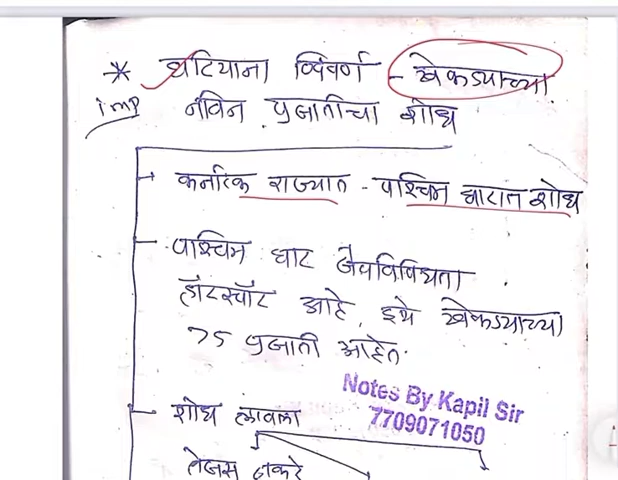 * घटियाना द्विवर्ण - खेकड्याच्या
imp नविन प्रजातीचा शोध
→ कर्नाटक राज्यात - पश्चिम घाटात शोध
पश्चिम घाट जैवविविधता
हॉटस्पॉट आहे, इथे खेकड्याच्या
75 प्रजाती आहेत.
Notes By Kapil Sir
7709071050
शोध लावला
तेजस ठाकरे